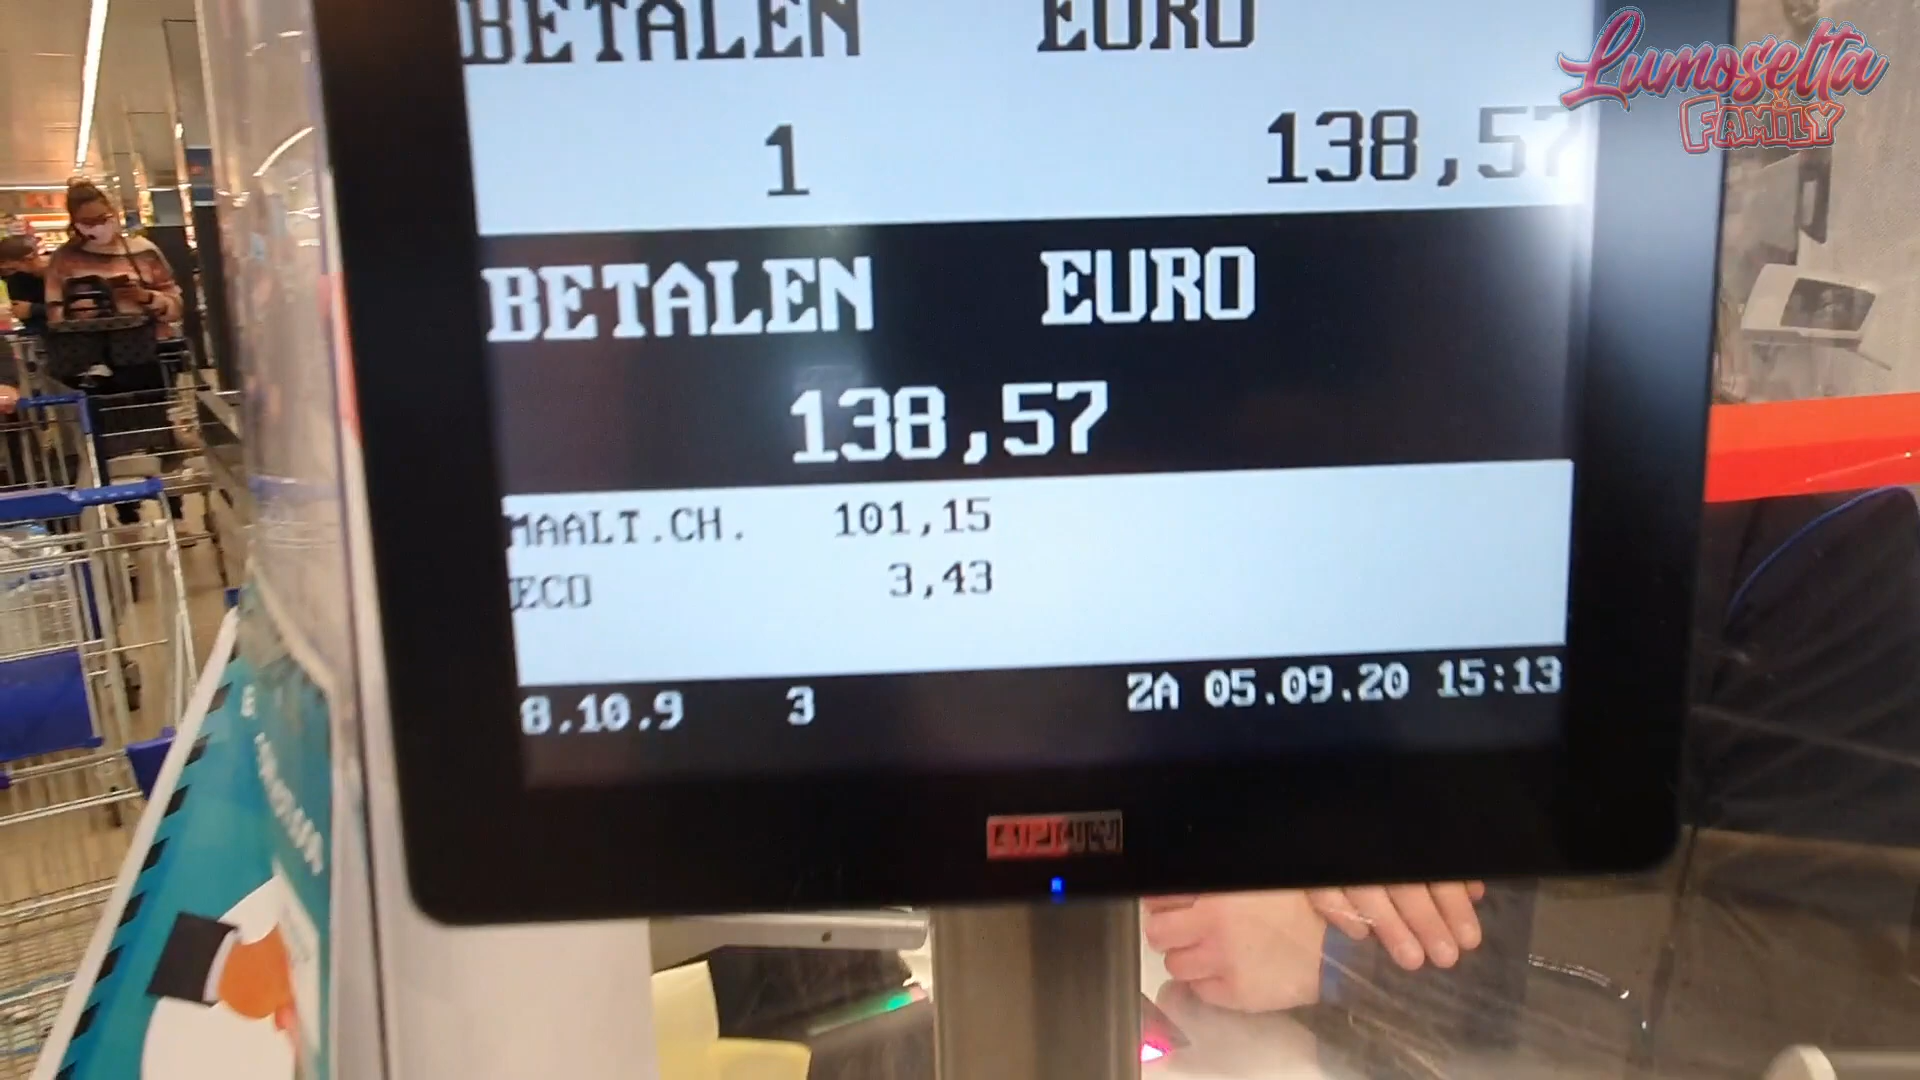 BETALEN EURO
1 138,57
BETALEN EURO
138,57
MAALT.CH. 101,15
ECO 3,43
8.10.9 3 ZA 05.09.20 15:13
Lumoselta
FAMiLY